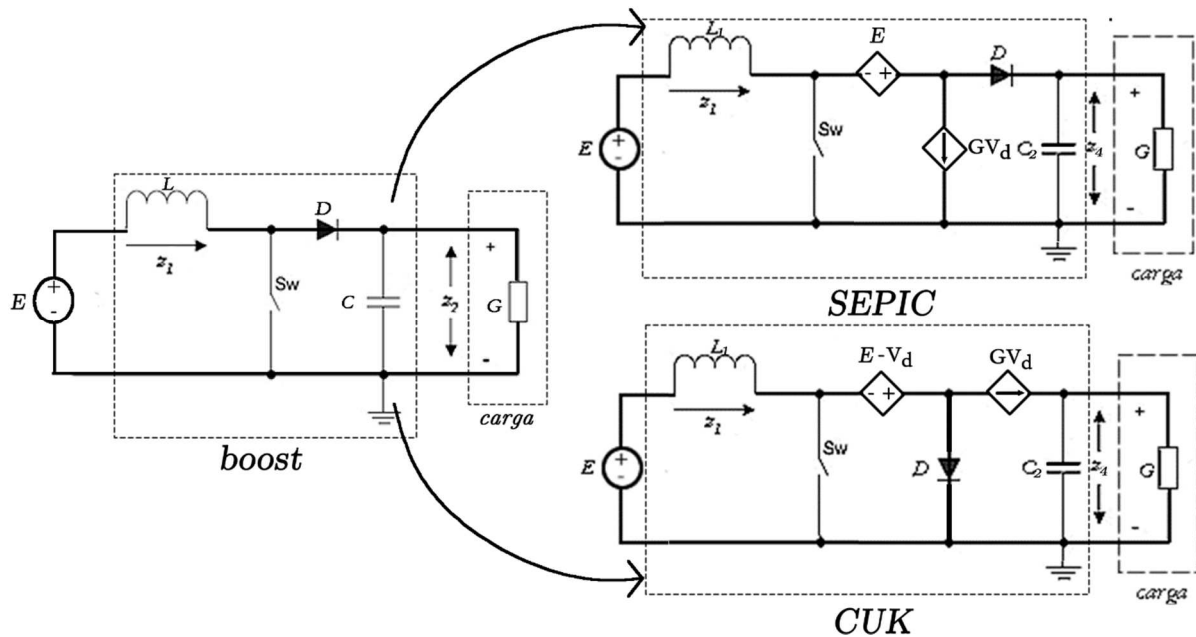 L
D
z1
Sw
E
C
z2
G
+
-
+
-
carga
boost
L1
E
D
- +
z1
Sw
GVd
C2
z4
G
E
+
-
+
-
carga
SEPIC
L1
E-Vd
GVd
- +
z1
Sw
D
C2
z4
G
E
+
-
+
-
carga
CUK